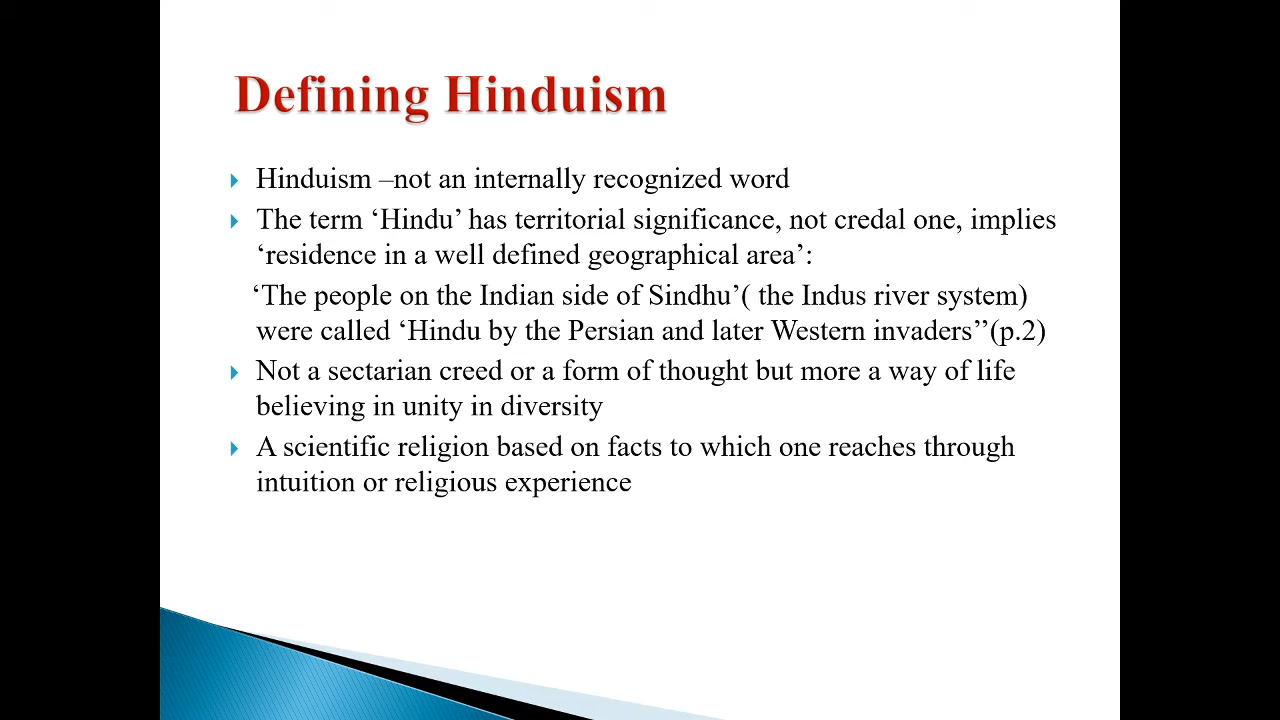 Defining Hinduism
Hinduism –not an internally recognized word
The term ‘Hindu’ has territorial significance, not credal one, implies
‘residence in a well defined geographical area’:
‘The people on the Indian side of Sindhu’( the Indus river system)
were called ‘Hindu by the Persian and later Western invaders’’(p.2)
Not a sectarian creed or a form of thought but more a way of life
believing in unity in diversity
A scientific religion based on facts to which one reaches through
intuition or religious experience